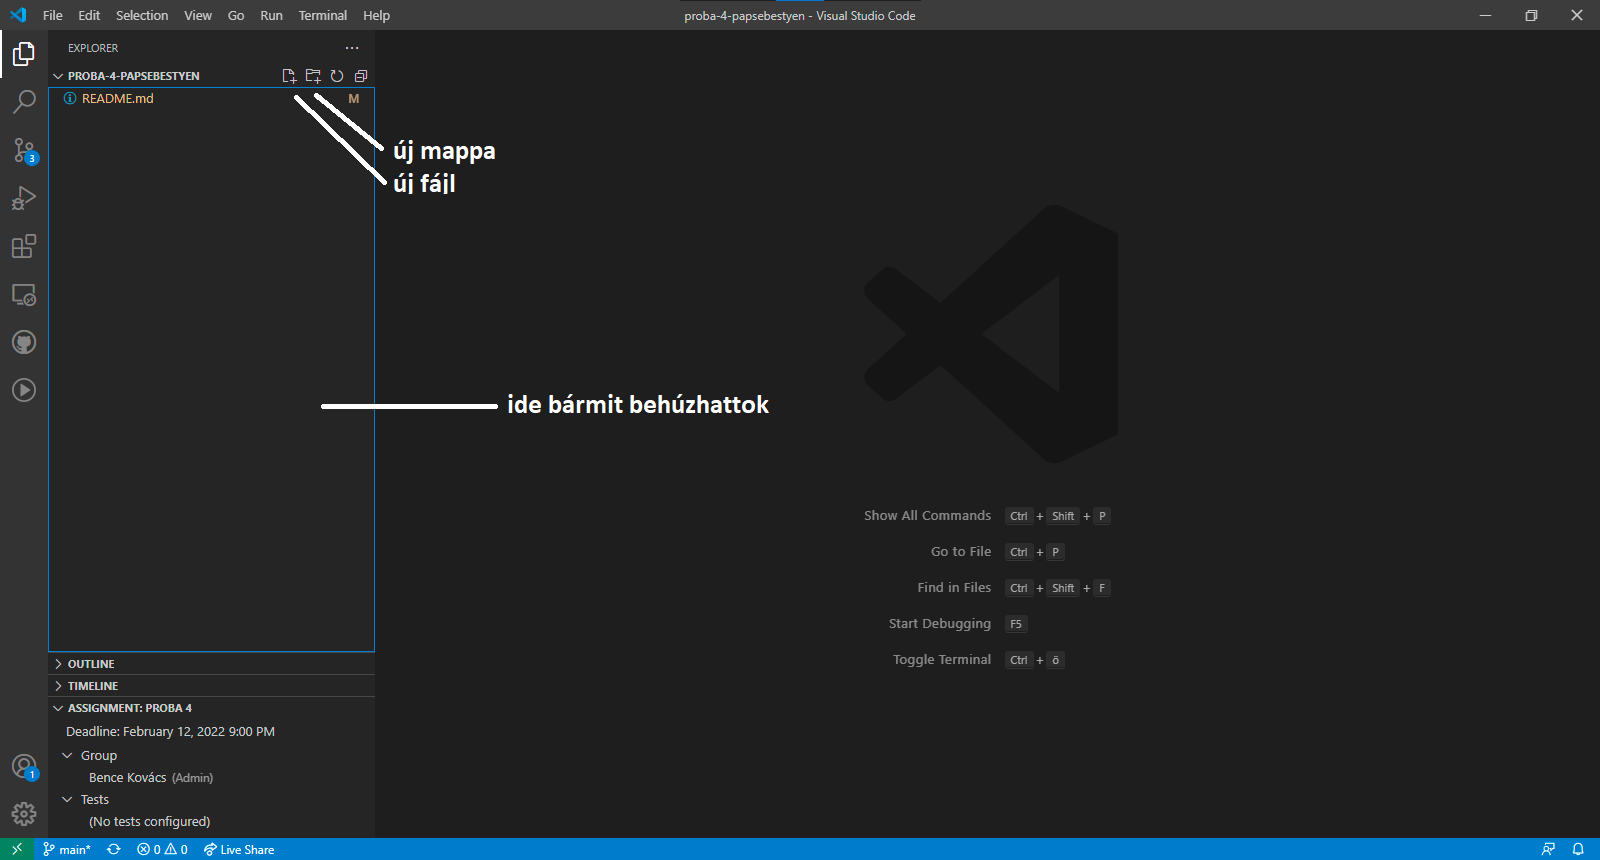 File Edit Selection View Go Run Terminal Help
proba-4-papsebestyen - Visual Studio Code
EXPLORER
PROBA-4-PAPSEBESTYEN
README.md M
új mappa
új fájl
ide bármit behúzhattok
Show All Commands Ctrl + Shift + P
Go to File Ctrl + P
Find in Files Ctrl + Shift + F
Start Debugging F5
Toggle Terminal Ctrl + ö
OUTLINE
TIMELINE
ASSIGNMENT: PROBA 4
Deadline: February 12, 2022 9:00 PM
Group
Bence Kovács (Admin)
Tests
(No tests configured)
3
1
main* 0 0 Live Share